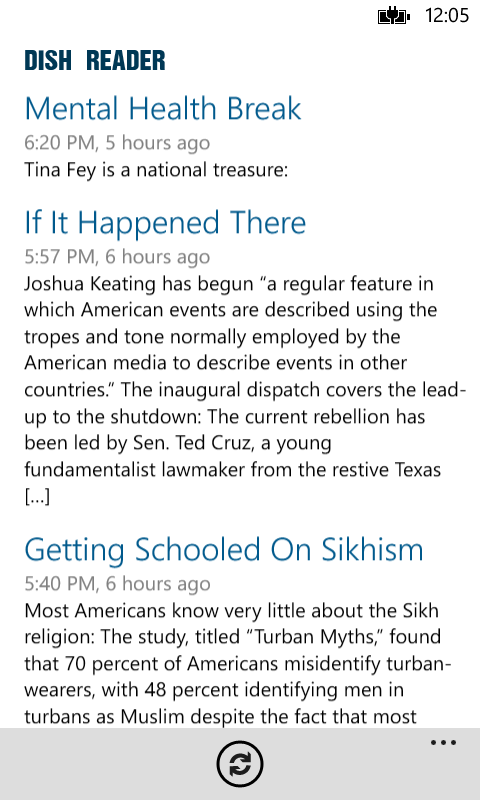 12:05
DISH READER
Mental Health Break
6:20 PM, 5 hours ago
Tina Fey is a national treasure:
If It Happened There
5:57 PM, 6 hours ago
Joshua Keating has begun “a regular feature in
which American events are described using the
tropes and tone normally employed by the
American media to describe events in other
countries.” The inaugural dispatch covers the lead-
up to the shutdown: The current rebellion has
been led by Sen. Ted Cruz, a young
fundamentalist lawmaker from the restive Texas
[...]
Getting Schooled On Sikhism
5:40 PM, 6 hours ago
Most Americans know very little about the Sikh
religion: The study, titled “Turban Myths,” found
that 70 percent of Americans misidentify turban-
wearers, with 48 percent identifying men in
turbans as Muslim despite the fact that most